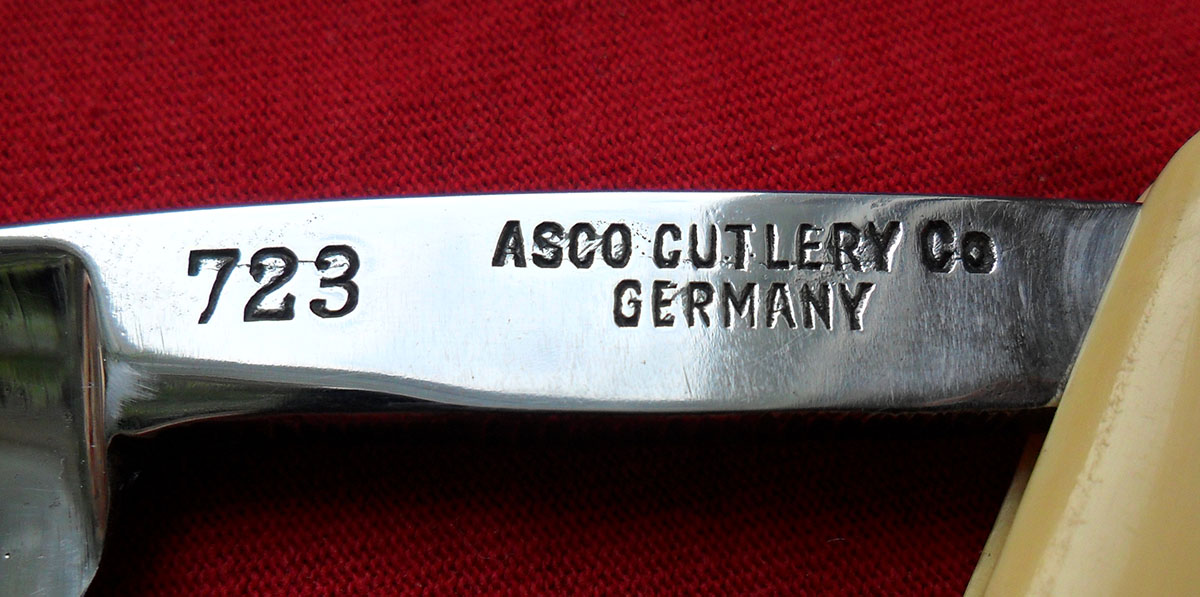 723
ASCO CUTLERY Co
GERMANY